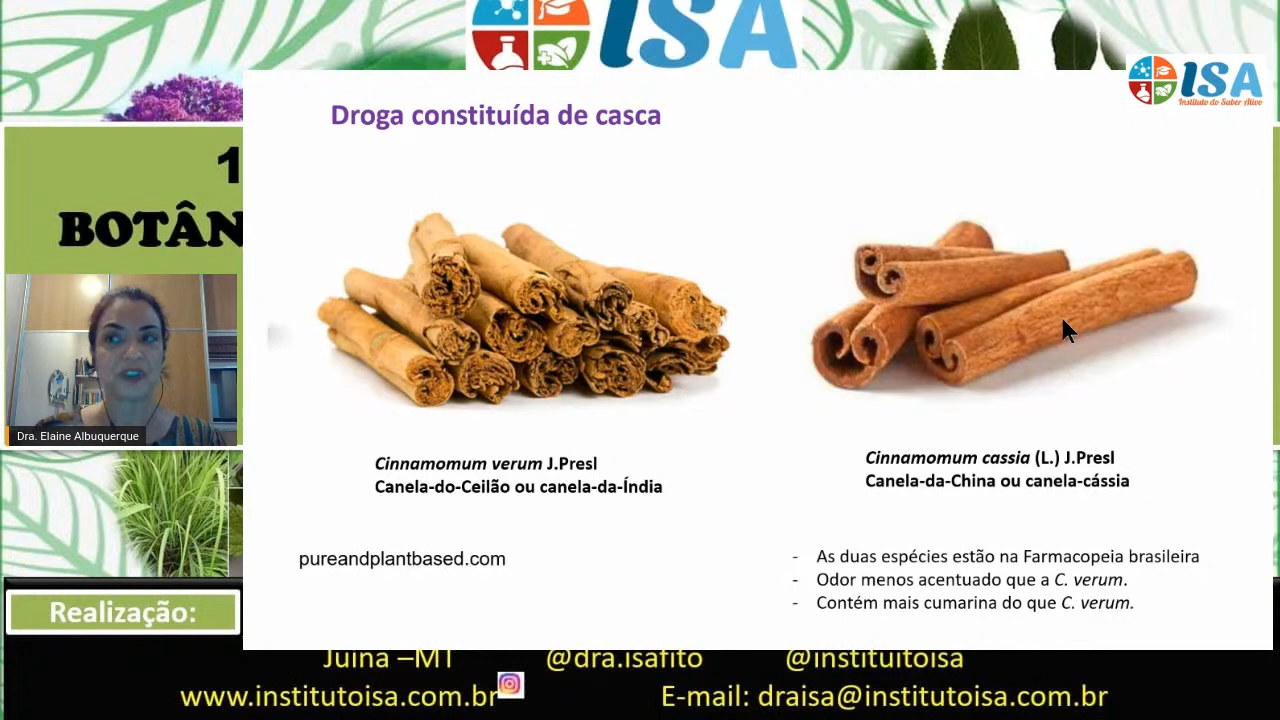 ISA
ISA
Instituto do Saber Ativo
Droga constituída de casca
1
BOTÂN
Dra. Elaine Albuquerque
Cinnamomum verum J.Presl
Canela-do-Ceilão ou canela-da-Índia
Cinnamomum cassia (L.) J.Presl
Canela-da-China ou canela-cássia
pureandplantbased.com
- As duas espécies estão na Farmacopeia brasileira
- Odor menos acentuado que a C. verum.
- Contém mais cumarina do que C. verum.
Realização:
Juína –MT @dra.isafito @instituitoisa
www.institutoisa.com.br E-mail: draisa@institutoisa.com.br